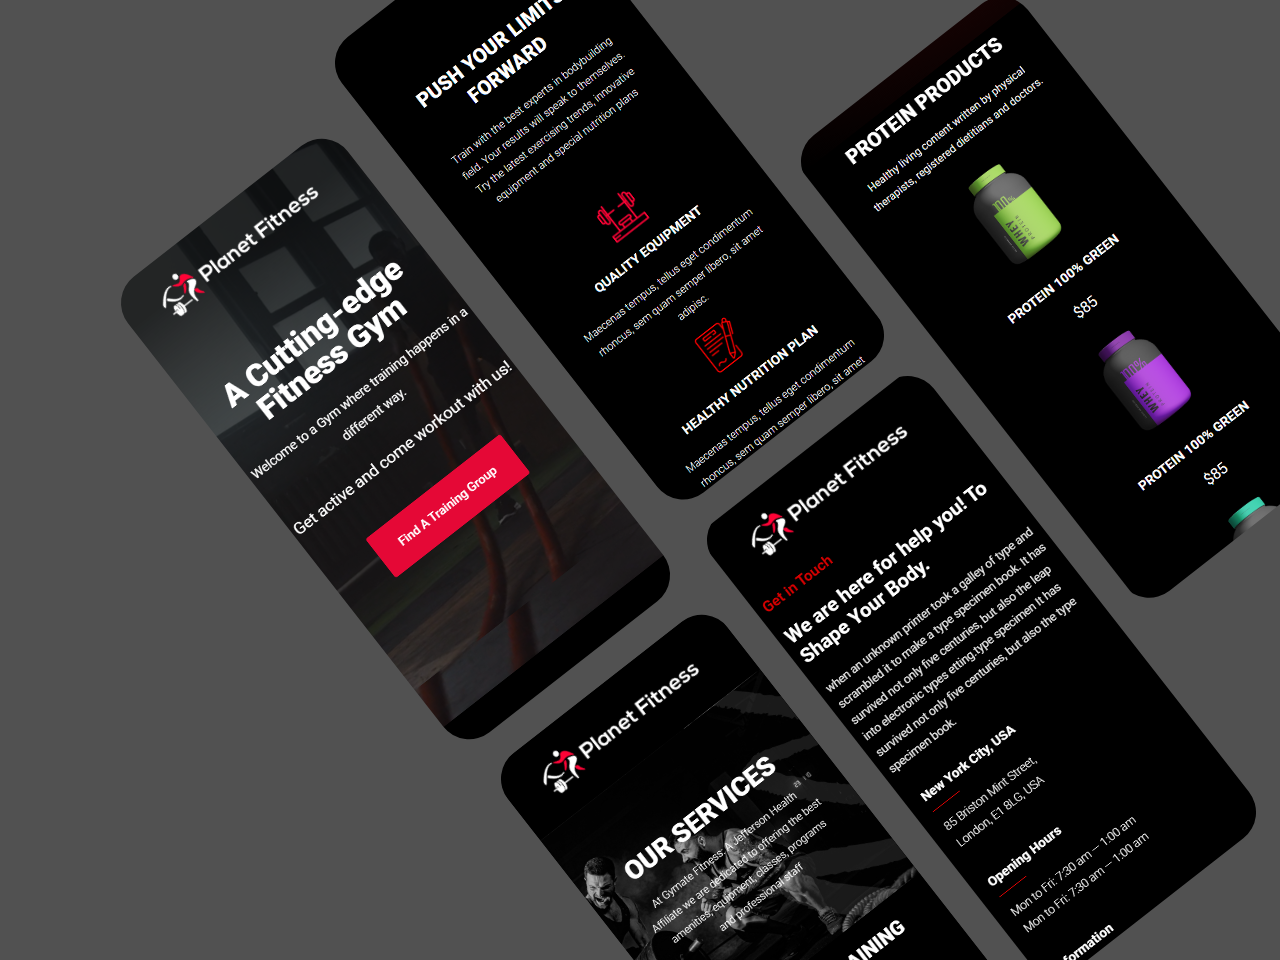 Planet Fitness
A Cutting-edge
Fitness Gym
Welcome to a Gym where training happens in a
different way.
Get active and come workout with us!
Find A Training Group
PUSH YOUR LIMITS
FORWARD
Train with the best experts in bodybuilding
field. Your results will speak to themselves.
Try the latest exercising trends, innovative
equipment and special nutrition plans
QUALITY EQUIPMENT
Maecenas tempus, tellus eget condimentum
rhoncus, sem quam semper libero, sit amet
adipisc.
HEALTHY NUTRITION PLAN
Maecenas tempus, tellus eget condimentum
rhoncus, sem quam semper libero, sit amet
PROTEIN PRODUCTS
Healthy living content written by physical
therapists, registered dietitians and doctors.
100%
WHEY
PROTEIN
PROTEIN 100% GREEN
$85
100%
WHEY
PROTEIN
PROTEIN 100% GREEN
$85
Planet Fitness
OUR SERVICES
At Gymate Fitness, A Jefferson Health
Affiliate we are dedicated to offering the best
amenities, equipment, classes, programs
and professional staff
AINING
Planet Fitness
Get in Touch
We are here for help you! To
Shape Your Body.
when an unknown printer took a galley of type and
scrambled it to make a type specimen book. It has
survived not only five centuries, but also the leap
into electronic types etting.type specimen It has
survived not only five centuries, but also the type
specimen book.
New York City, USA
85 Briston Mint Street,
London, E1 8LG, USA
Opening Hours
Mon to Fri: 7:30 am — 1:00 am
Mon to Fri: 7:30 am — 1:00 am
formation